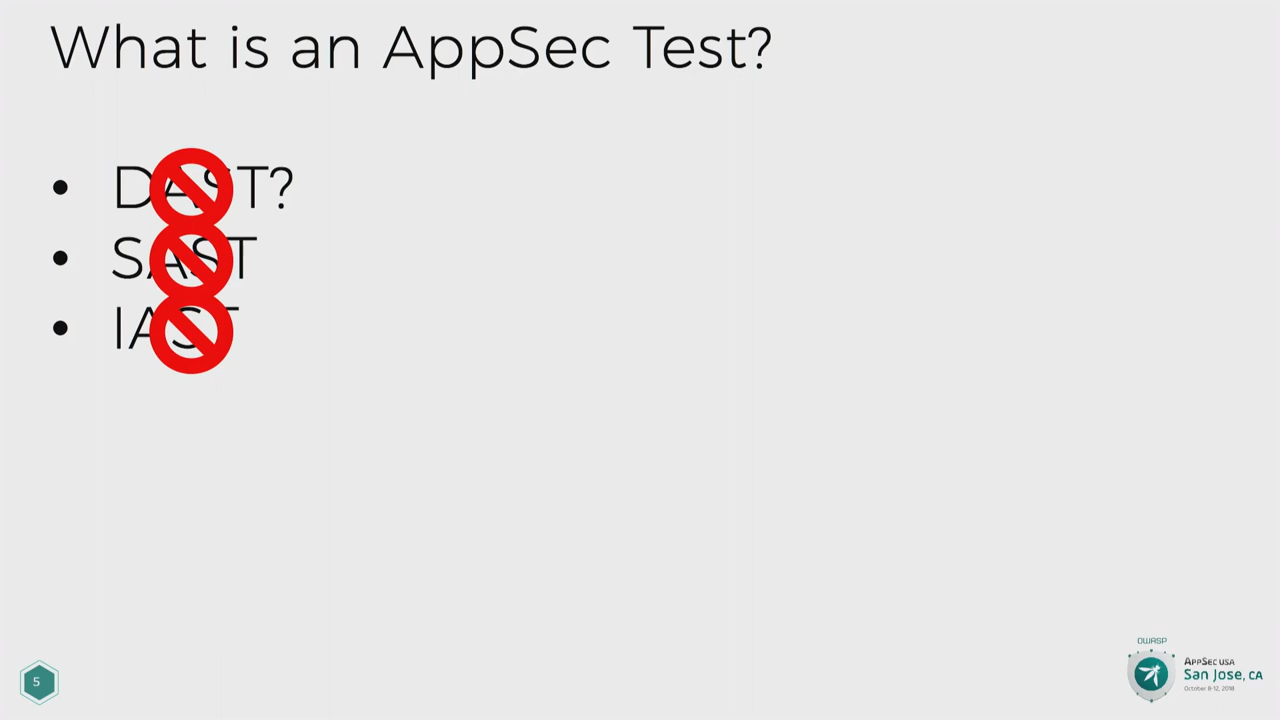 What is an AppSec Test?
• DAST?
• SAST
• IAST
5
OWASP
AppSec USA
San Jose, CA
October 8-12, 2018